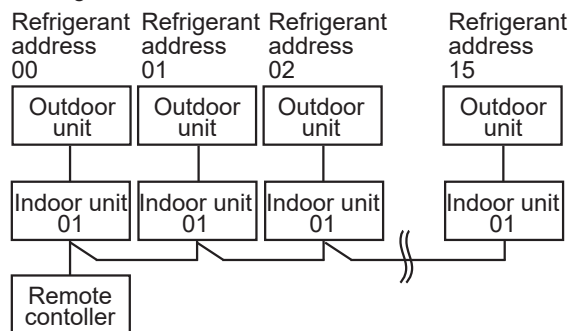 Refrigerant
address
00
Refrigerant
address
01
Refrigerant
address
02
Refrigerant
address
15
Outdoor
unit
Outdoor
unit
Outdoor
unit
Outdoor
unit
Indoor unit
01
Indoor unit
01
Indoor unit
01
Indoor unit
01
Remote
contoller